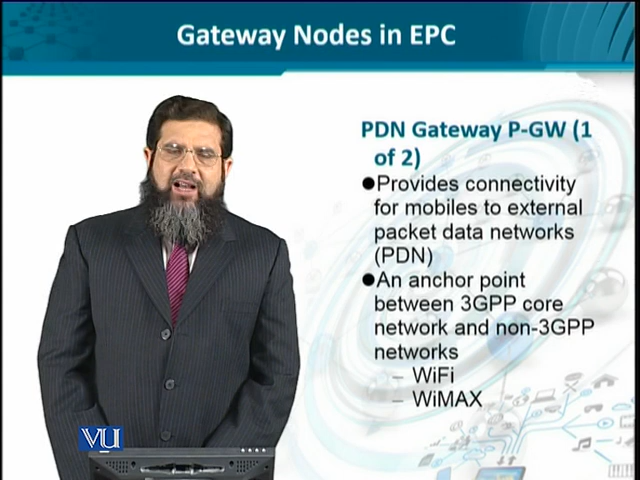 Gateway Nodes in EPC
PDN Gateway P-GW (1
of 2)
●Provides connectivity
for mobiles to external
packet data networks
(PDN)
●An anchor point
between 3GPP core
network and non-3GPP
networks
– WiFi
– WiMAX
VU